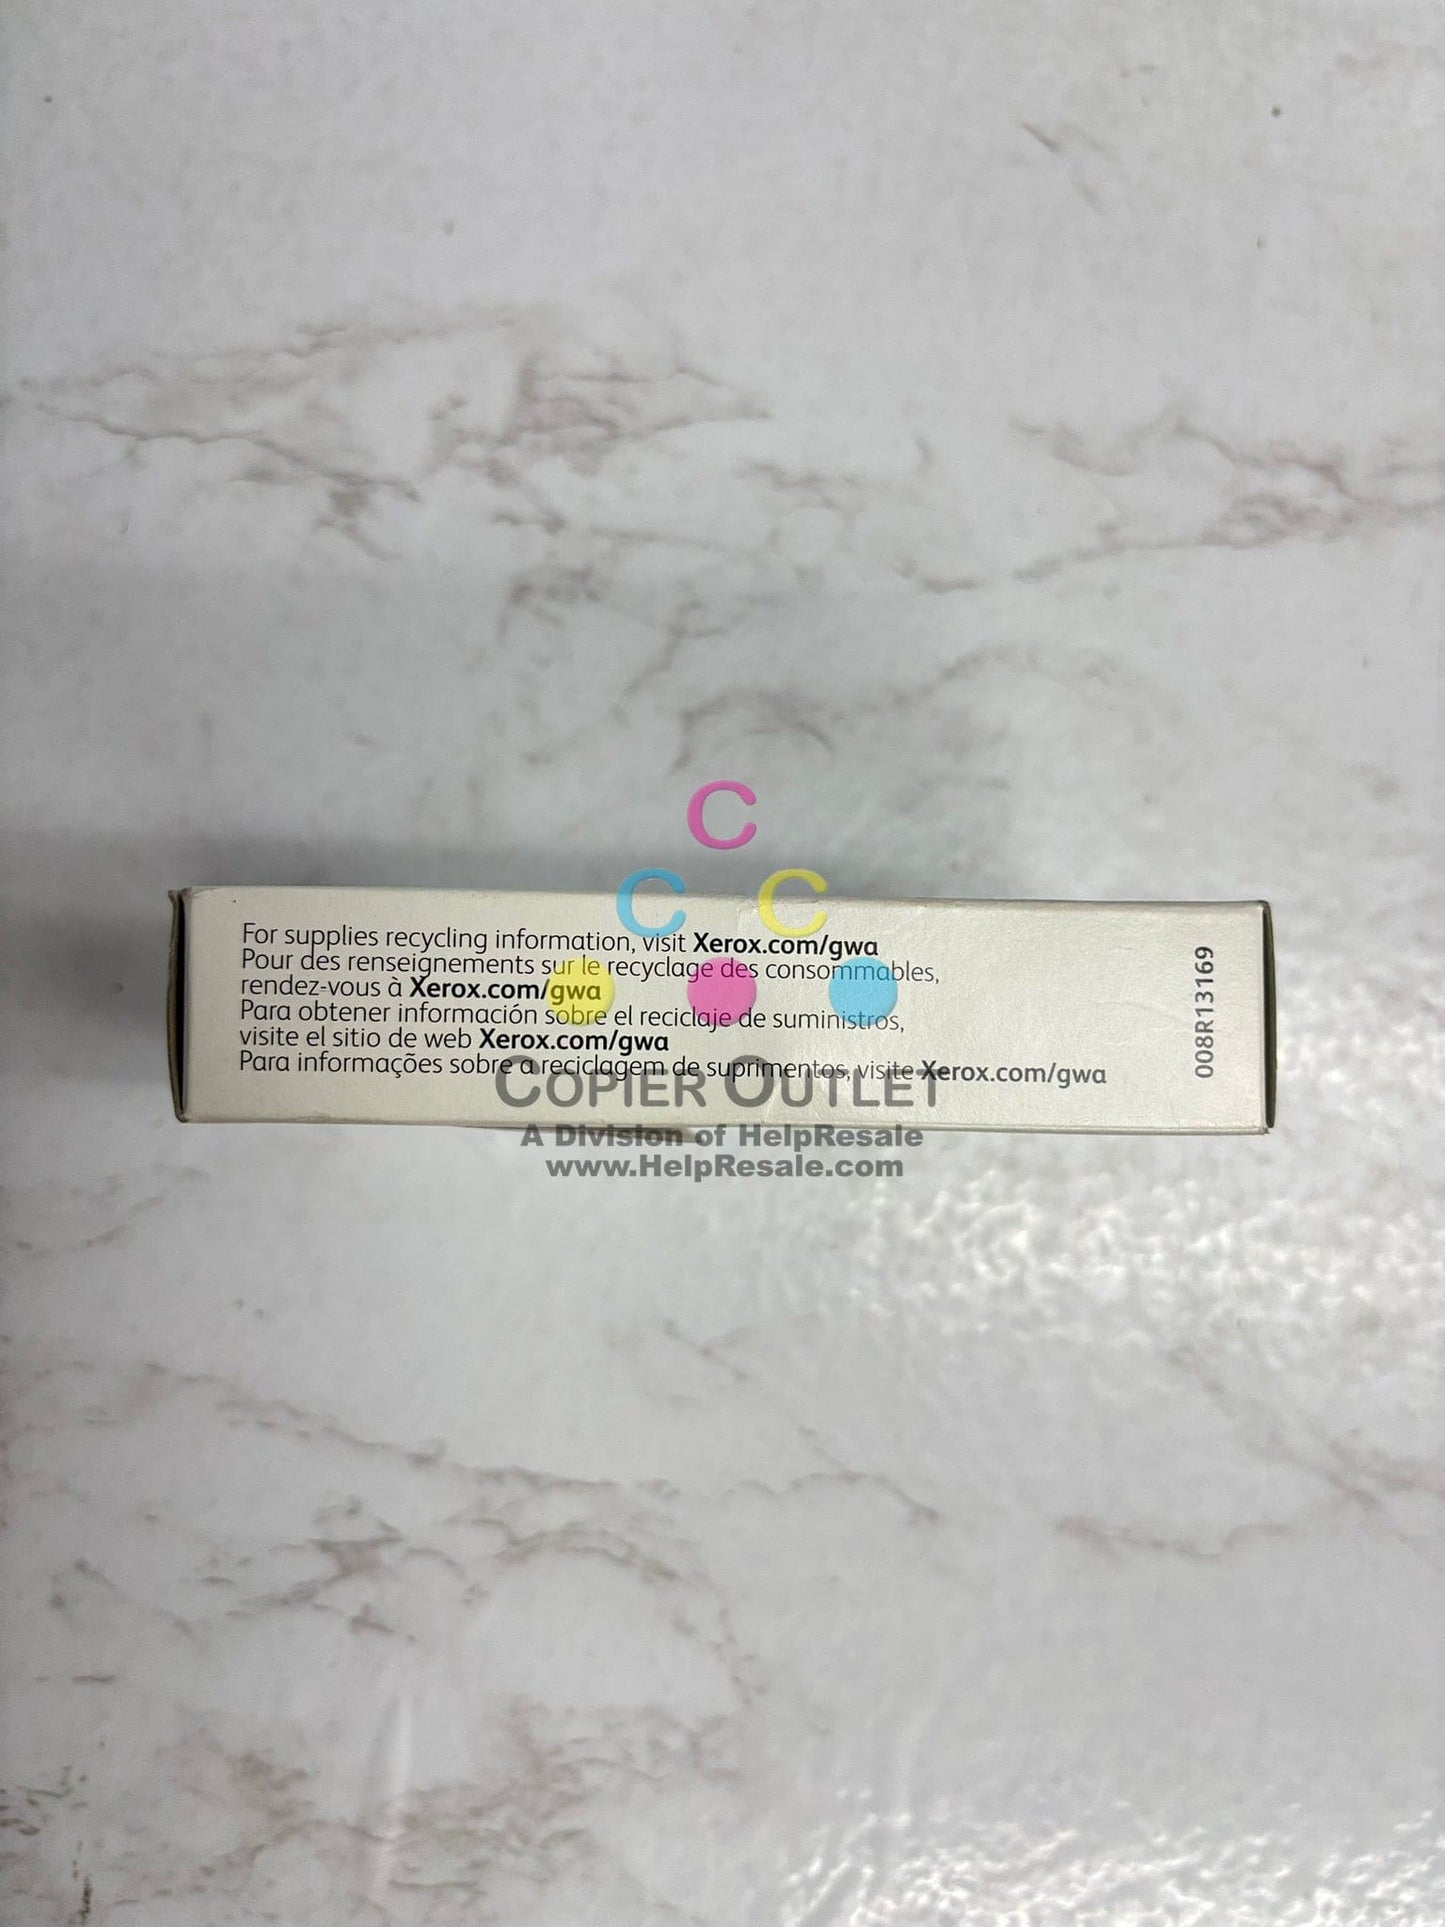 C
C C
For supplies recycling information, visit Xerox.com/gwa
Pour des renseignements sur le recyclage des consommables,
rendez-vous à Xerox.com/gwa
Para obtener información sobre el reciclaje de suministros,
visite el sitio de web Xerox.com/gwa
Para informações sobre a reciclagem de suprimentos, visite Xerox.com/gwa
008R13169
COPIER OUTLET
A Division of HelpResale
www.HelpResale.com